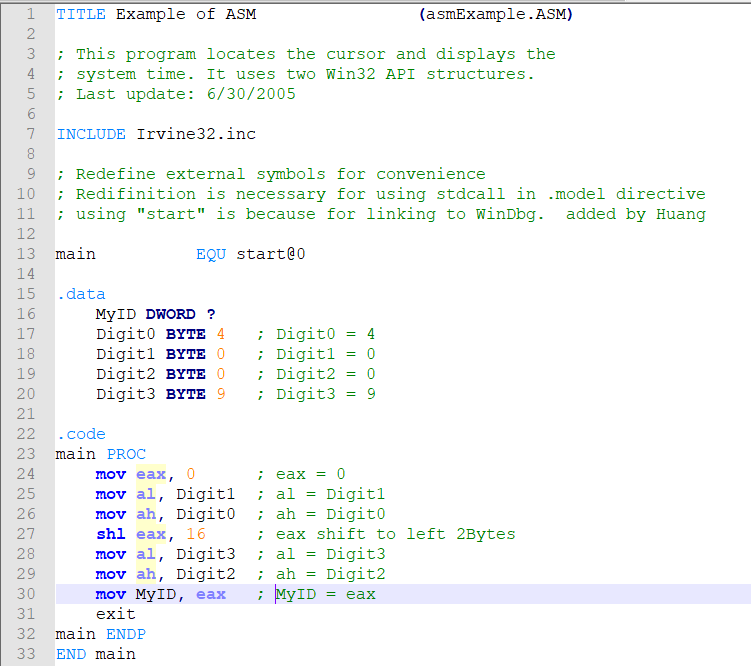 1 TITLE Example of ASM (asmExample.ASM)
2
3 ; This program locates the cursor and displays the
4 ; system time. It uses two Win32 API structures.
5 ; Last update: 6/30/2005
6
7 INCLUDE Irvine32.inc
8
9 ; Redefine external symbols for convenience
10 ; Redifinition is necessary for using stdcall in .model directive
11 ; using "start" is because for linking to WinDbg.  added by Huang
12
13 main EQU start@0
14
15 .data
16 MyID DWORD ?
17 Digit0 BYTE 4 ; Digit0 = 4
18 Digit1 BYTE 0 ; Digit1 = 0
19 Digit2 BYTE 0 ; Digit2 = 0
20 Digit3 BYTE 9 ; Digit3 = 9
21
22 .code
23 main PROC
24 mov eax, 0 ; eax = 0
25 mov al, Digit1 ; al = Digit1
26 mov ah, Digit0 ; ah = Digit0
27 shl eax, 16 ; eax shift to left 2Bytes
28 mov al, Digit3 ; al = Digit3
29 mov ah, Digit2 ; ah = Digit2
30 mov MyID, eax ; MyID = eax
31 exit
32 main ENDP
33 END main